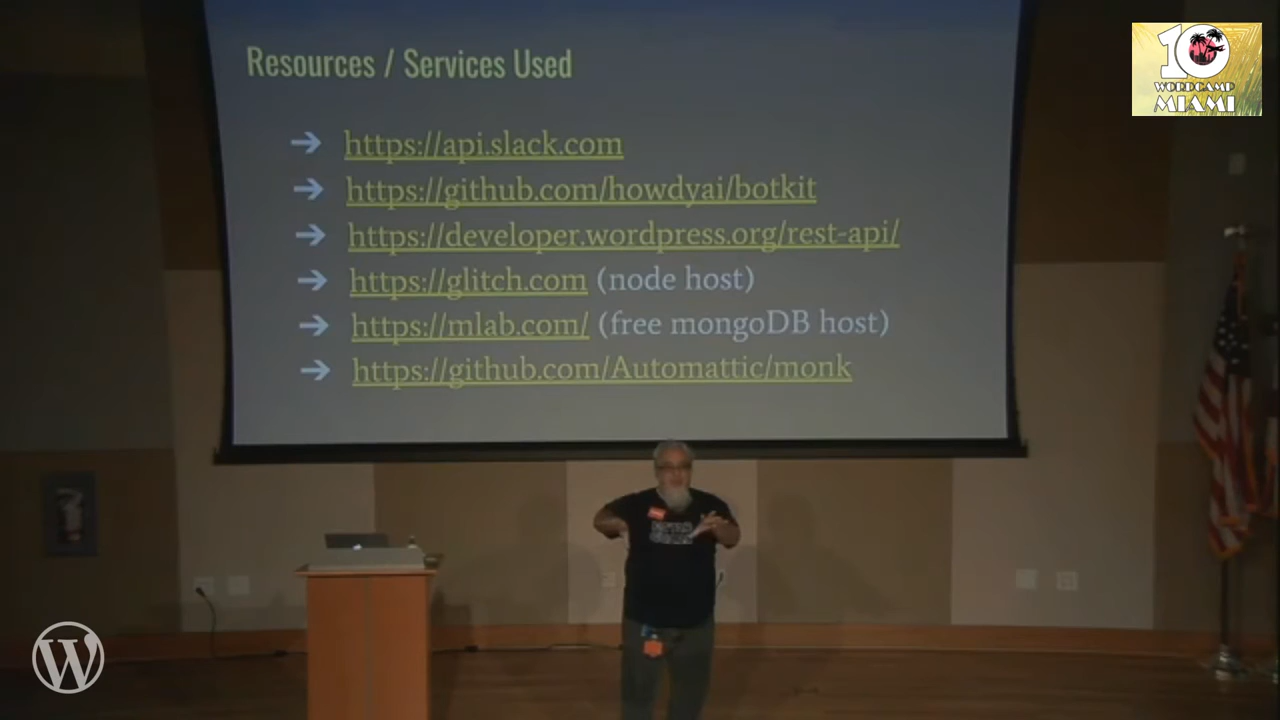 Resources / Services Used
➔ https://api.slack.com
➔ https://github.com/howdyai/botkit
➔ https://developer.wordpress.org/rest-api/
➔ https://glitch.com (node host)
➔ https://mlab.com/ (free mongoDB host)
➔ https://github.com/Automattic/monk
10
WORDCAMP
MIAMI